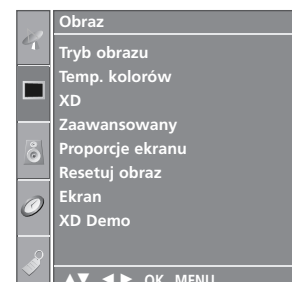 Obraz
Tryb obrazu
Temp. kolorów
XD
Zaawansowany
Proporcje ekranu
Resetuj obraz
Ekran
XD Demo
▲▼ ◄► OK MENU